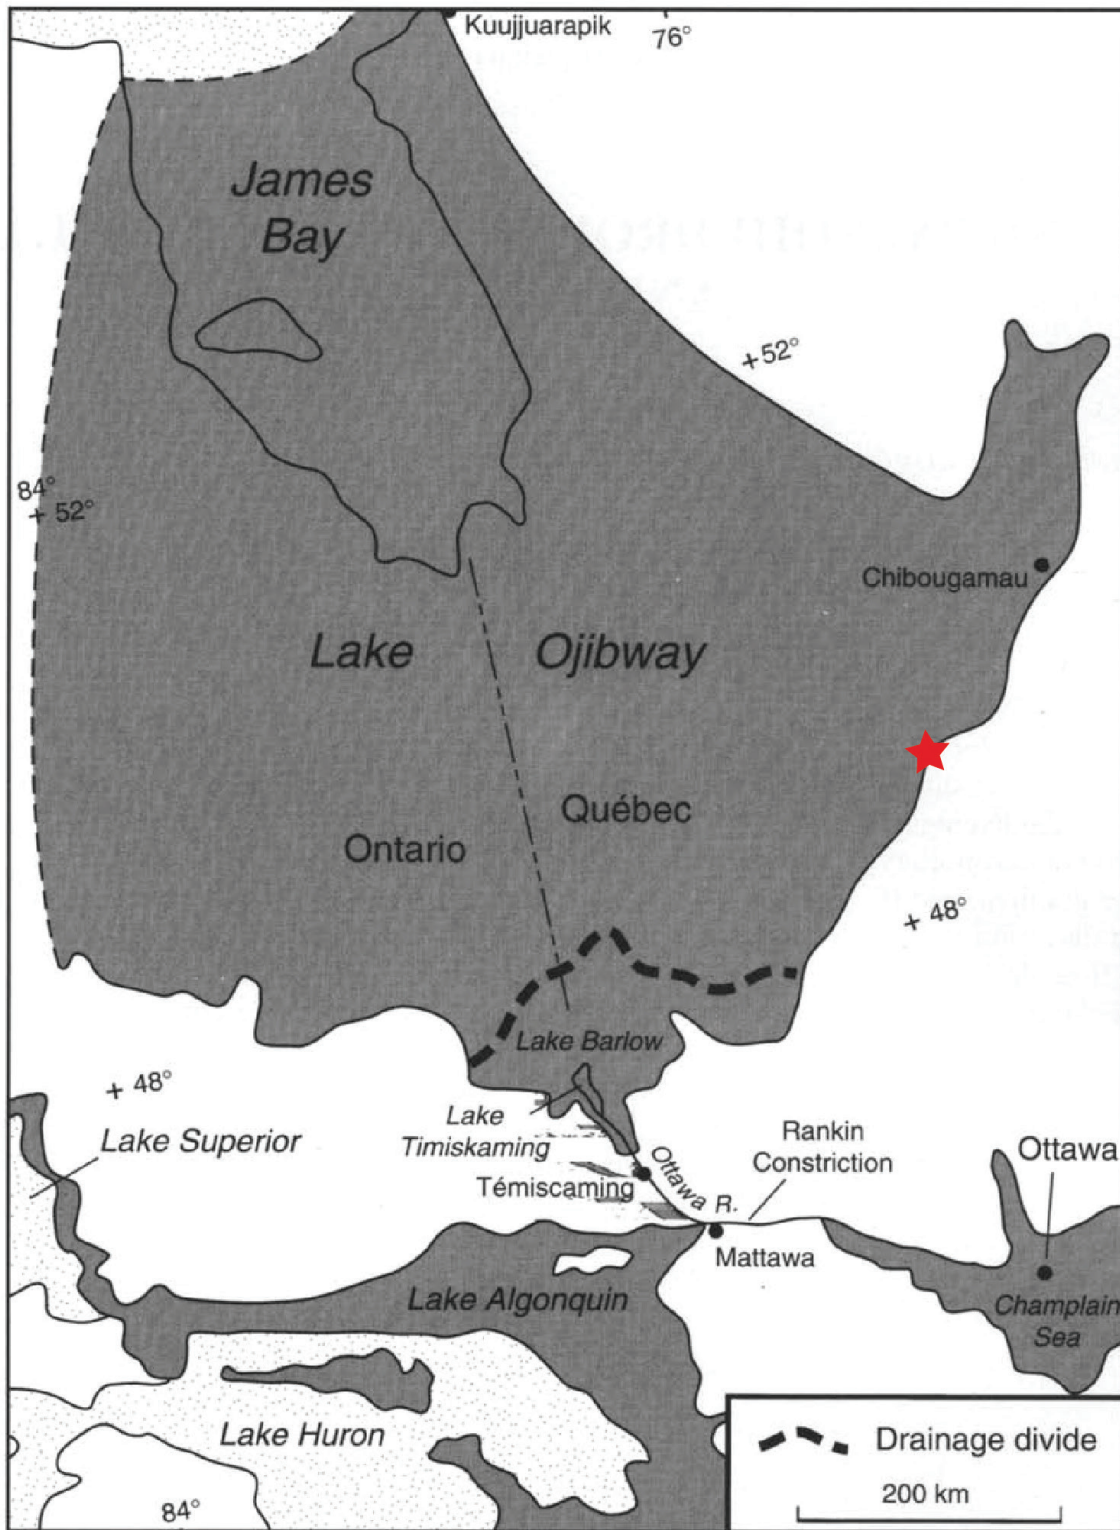 Kuujjuarapik
76°
James
Bay
+52°
84°
+ 52°
Chibougamau
Lake Ojibway
Québec
Ontario
+ 48°
Lake Barlow
+ 48°
Lake
Timiskaming
Lake Superior
Rankin
Constriction
Ottawa
Témiscaming
Ottawa R.
Mattawa
Lake Algonquin
Champlain
Sea
Lake Huron
Drainage divide
200 km
84°